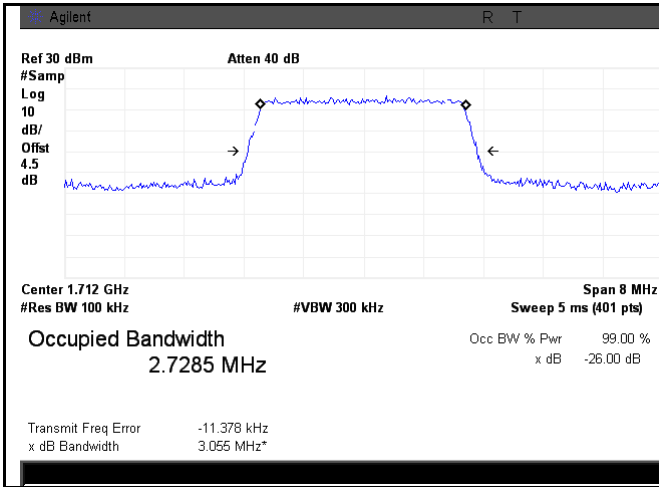 Agilent R T
Ref 30 dBm Atten 40 dB
#Samp
Log
10
dB/
Offst
4.5
dB
Center 1.712 GHz Span 8 MHz
#Res BW 100 kHz #VBW 300 kHz Sweep 5 ms (401 pts)
Occupied Bandwidth Occ BW % Pwr 99.00 %
2.7285 MHz x dB -26.00 dB
Transmit Freq Error -11.378 kHz
x dB Bandwidth 3.055 MHz*